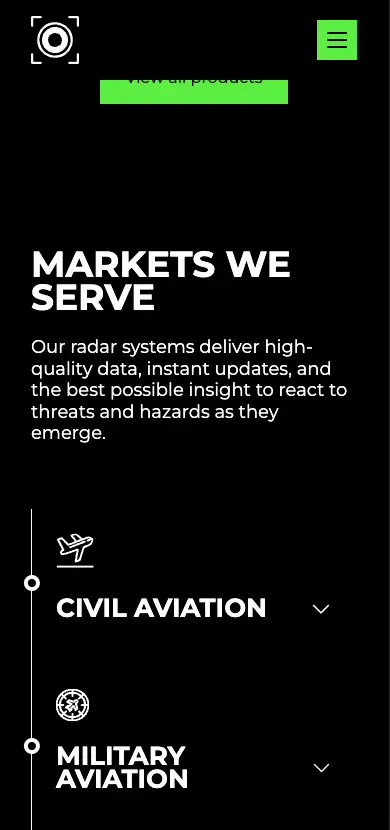 View all products
MARKETS WE
SERVE
Our radar systems deliver high-
quality data, instant updates, and
the best possible insight to react to
threats and hazards as they
emerge.
CIVIL AVIATION
MILITARY
AVIATION